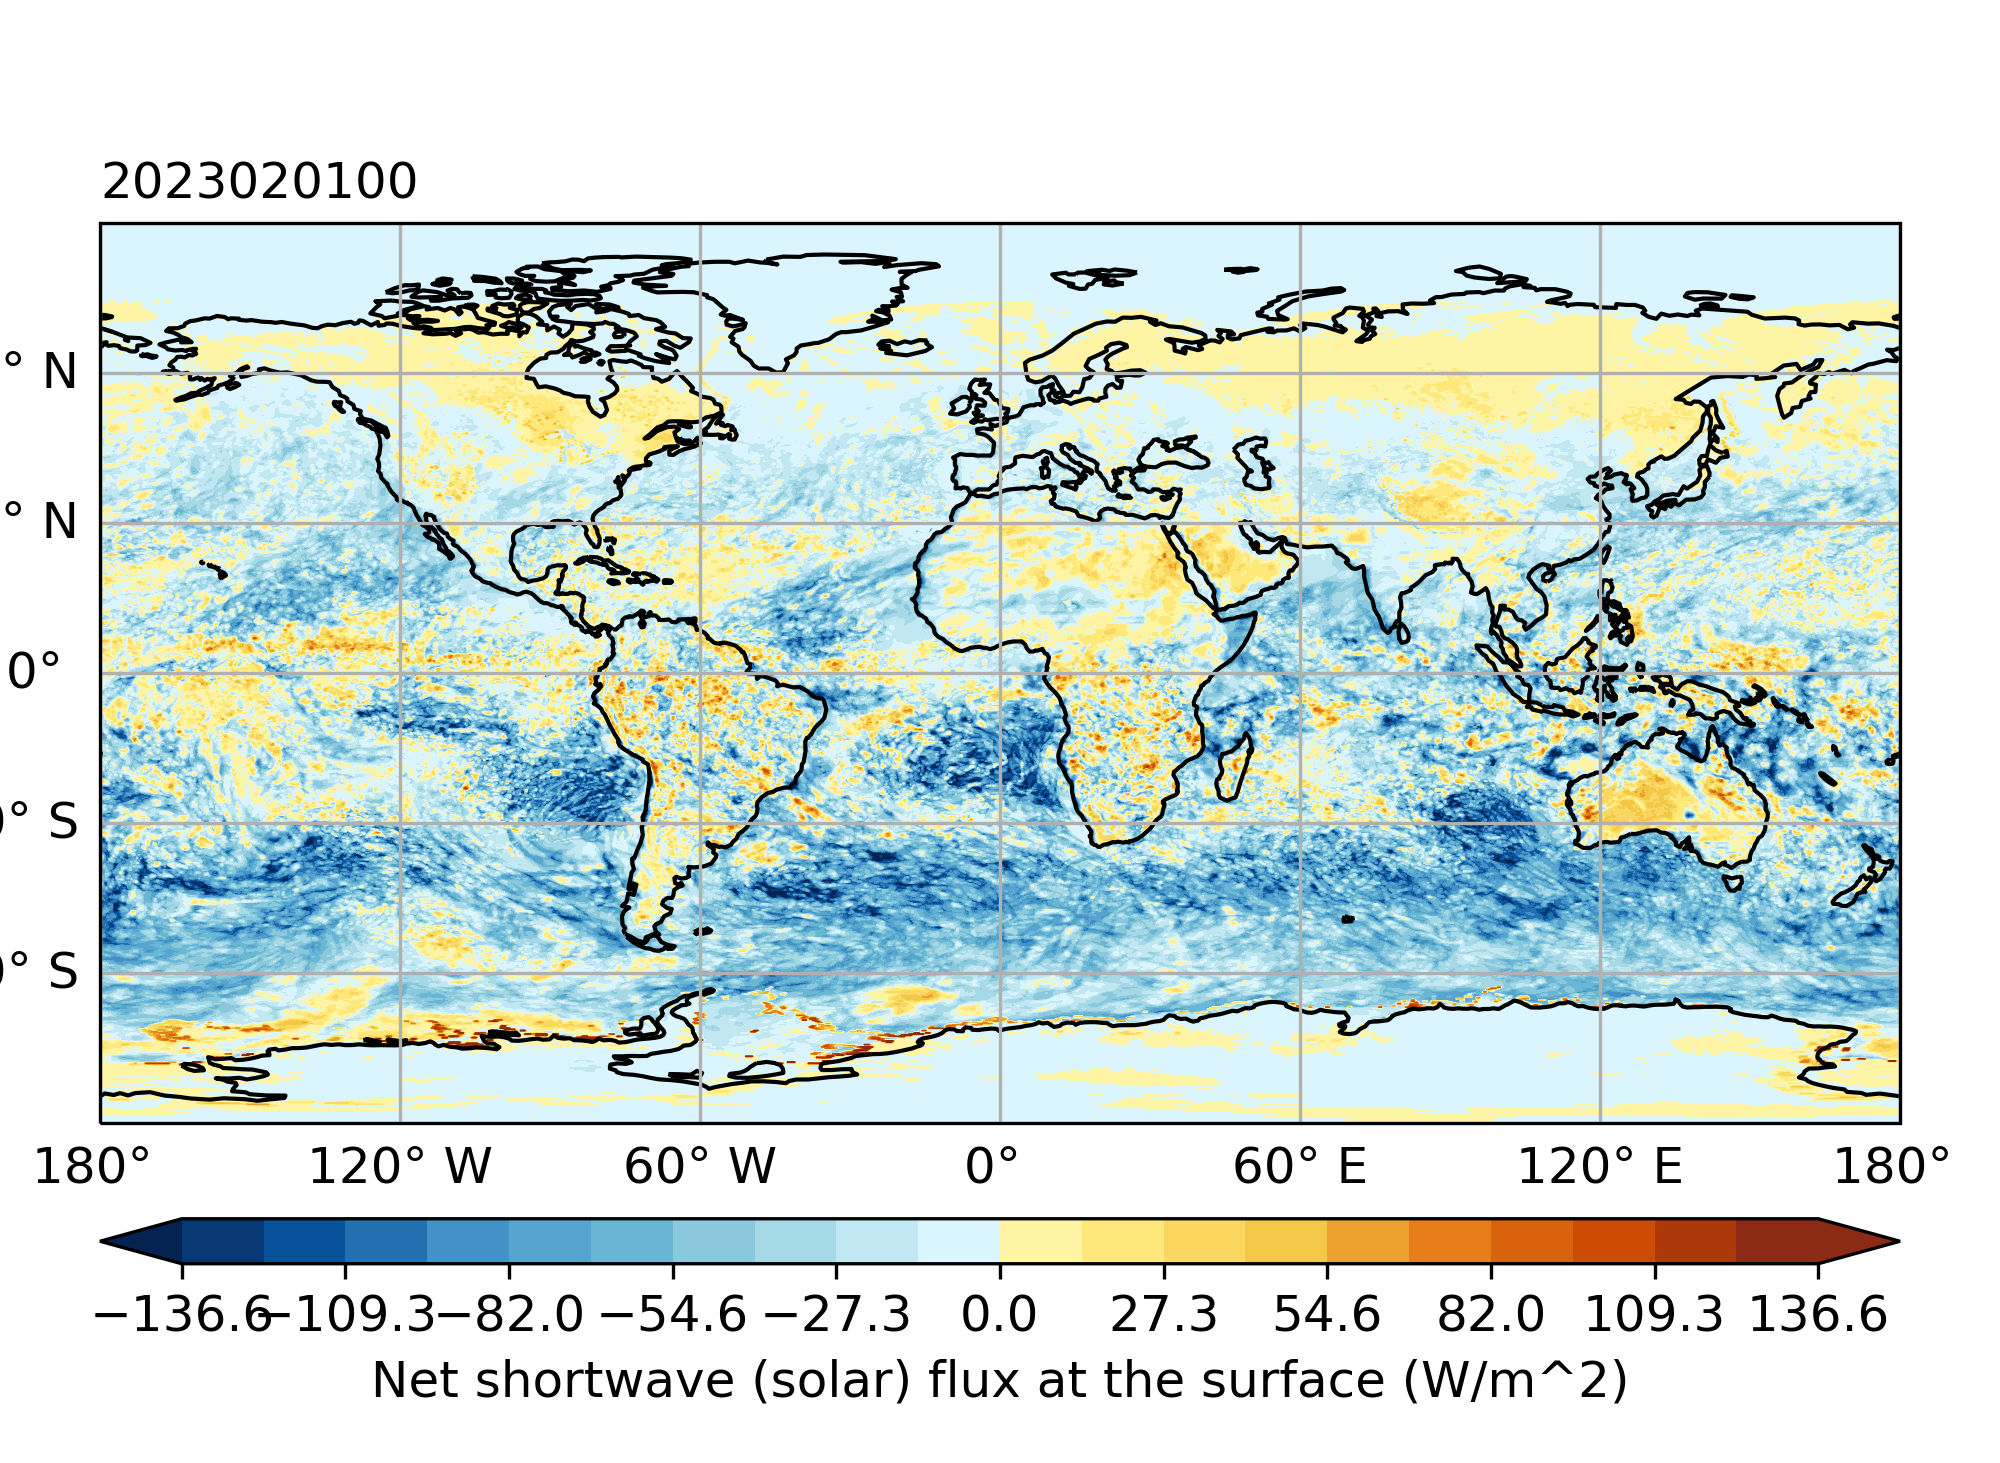 2023020100
° N
° N
0°
0° S
0° S
180° 120° W 60° W 0° 60° E 120° E 180°
−136.6 −109.3 −82.0 −54.6 −27.3 0.0 27.3 54.6 82.0 109.3 136.6
Net shortwave (solar) flux at the surface (W/m^2)